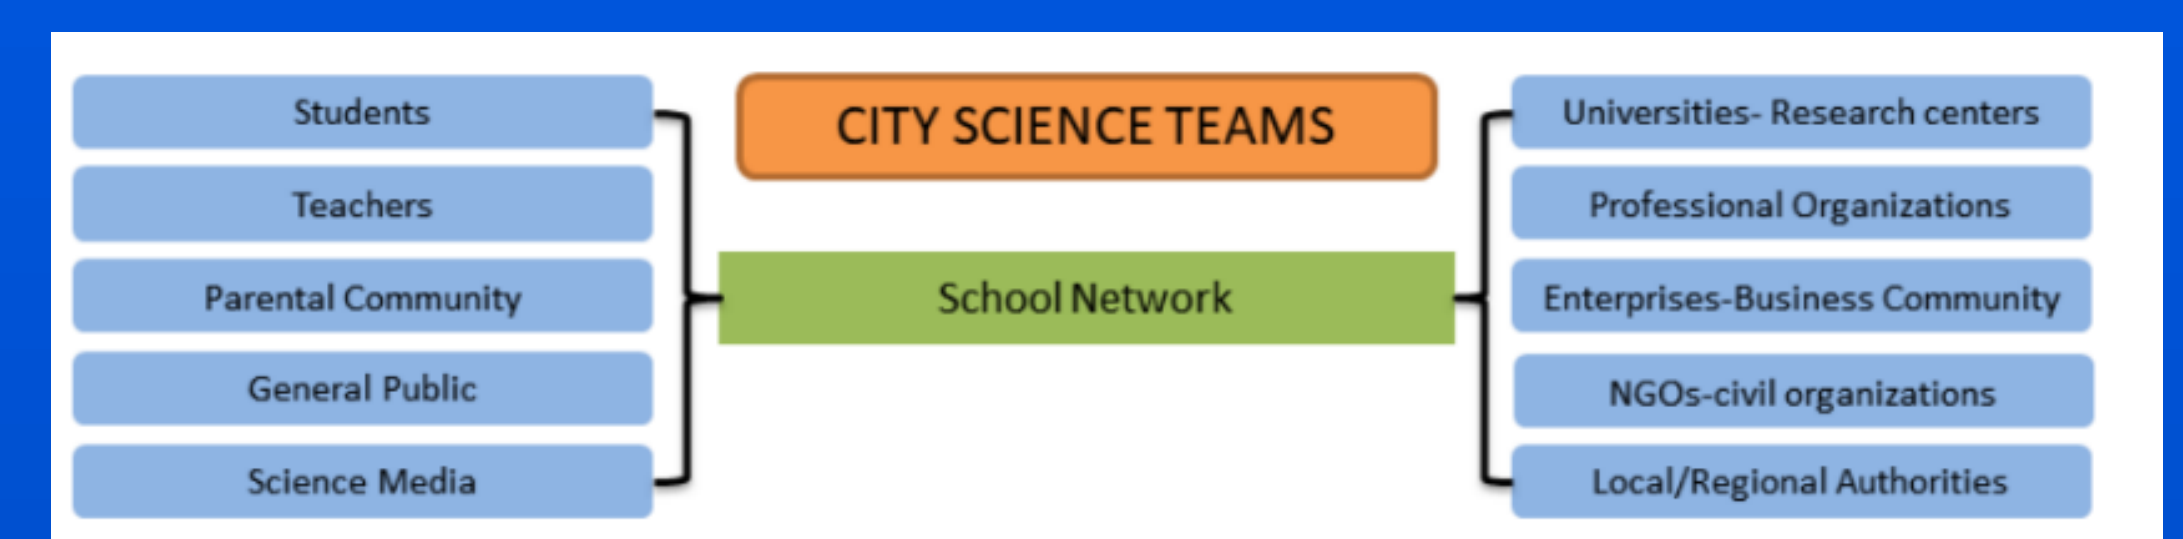 CITY SCIENCE TEAMS
Students
Teachers
Parental Community
General Public
Science Media
School Network
Universities- Research centers
Professional Organizations
Enterprises-Business Community
NGOs-civil organizations
Local/Regional Authorities